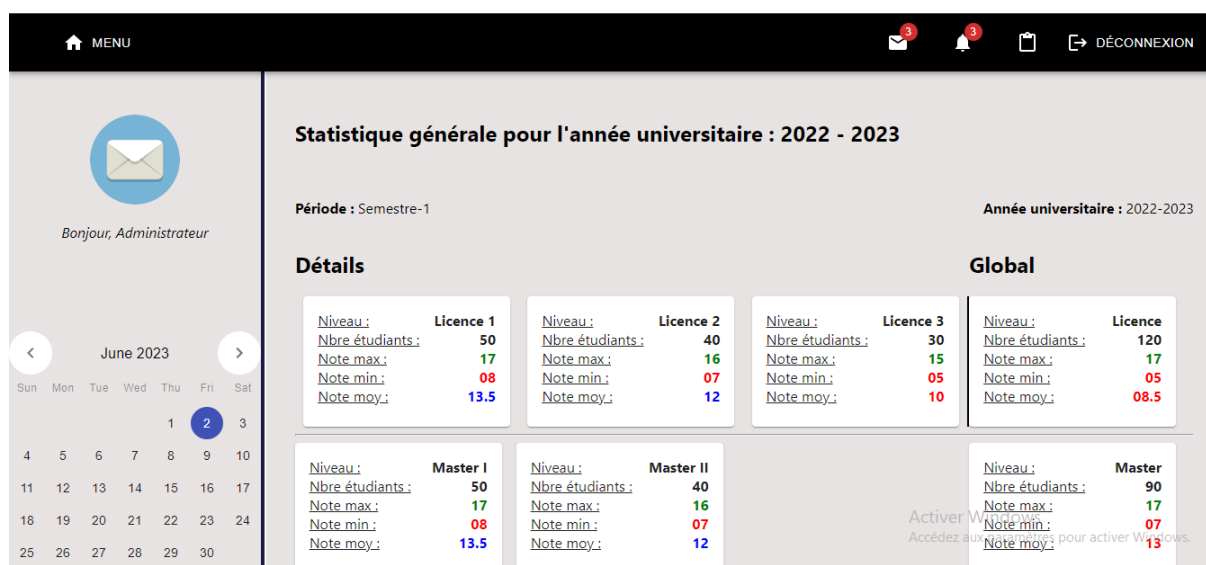 MENU
3
3
DÉCONNEXION
Bonjour, Administrateur
June 2023
Sun Mon Tue Wed Thu Fri Sat
1 2 3
4 5 6 7 8 9 10
11 12 13 14 15 16 17
18 19 20 21 22 23 24
25 26 27 28 29 30
Statistique générale pour l'année universitaire : 2022 - 2023
Période : Semestre-1
Année universitaire : 2022-2023
Détails
Niveau : Licence 1
Nbre étudiants : 50
Note max : 17
Note min : 08
Note moy : 13.5
Niveau : Licence 2
Nbre étudiants : 40
Note max : 16
Note min : 07
Note moy : 12
Niveau : Licence 3
Nbre étudiants : 30
Note max : 15
Note min : 05
Note moy : 10
Global
Niveau : Licence
Nbre étudiants : 120
Note max : 17
Note min : 05
Note moy : 08.5
Niveau : Master I
Nbre étudiants : 50
Note max : 17
Note min : 08
Note moy : 13.5
Niveau : Master II
Nbre étudiants : 40
Note max : 16
Note min : 07
Note moy : 12
Niveau : Master
Nbre étudiants : 90
Note max : 17
Note min : 07
Note moy : 13
Activer Windows
Accédez aux paramètres pour activer Windows.